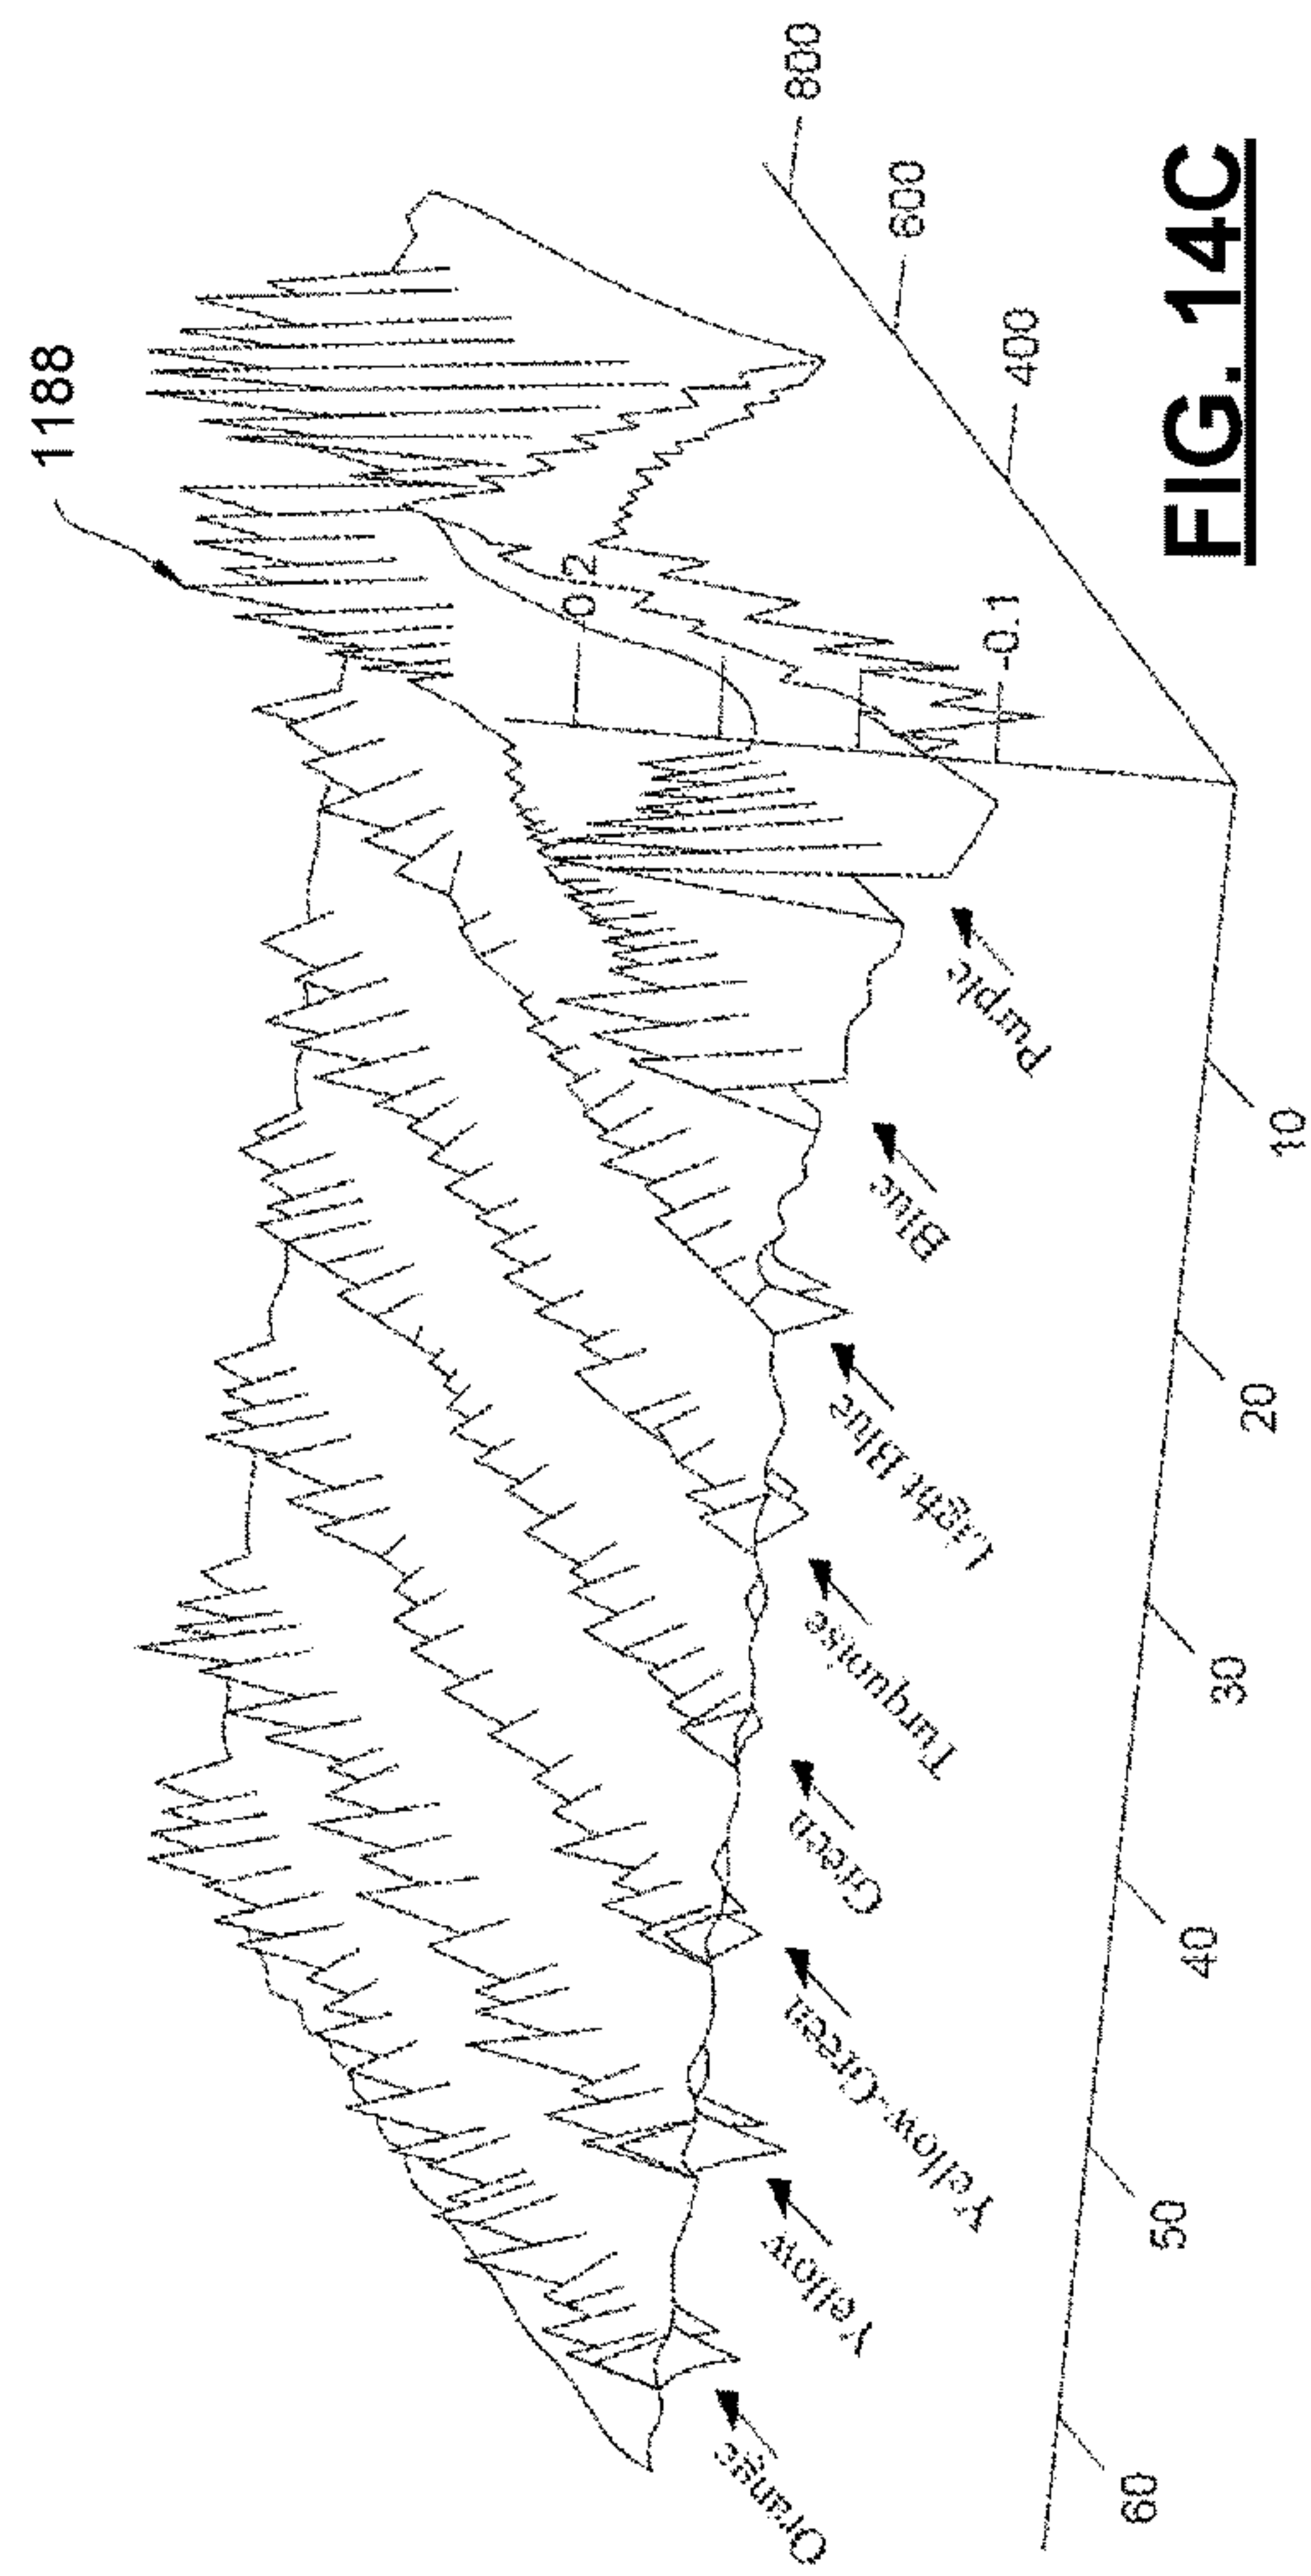 1188
800
600
400
0.2
-0.1
10
20
30
40
50
60
Purple
Blue
Light Blue
Turquoise
Green
Yellow-Green
Yellow
Orange
FIG. 14C